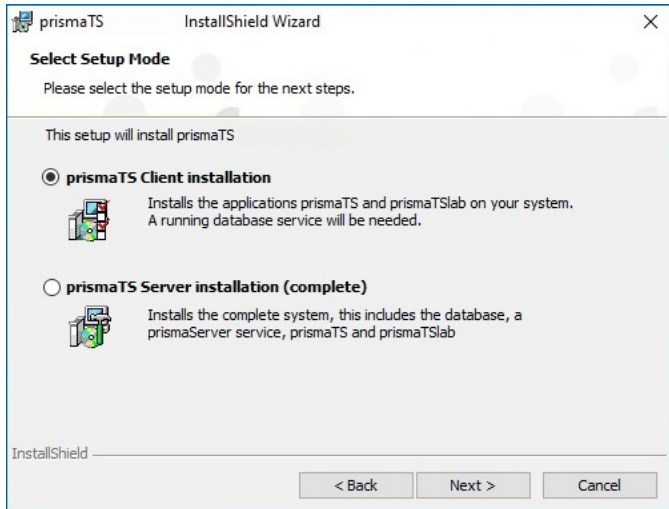 prismaTS InstallShield Wizard
Select Setup Mode
Please select the setup mode for the next steps.
This setup will install prismaTS
prismaTS Client installation
Installs the applications prismaTS and prismaTSlab on your system.
A running database service will be needed.
prismaTS Server installation (complete)
Installs the complete system, this includes the database, a
prismaServer service, prismaTS and prismaTSlab
InstallShield
< Back Next > Cancel